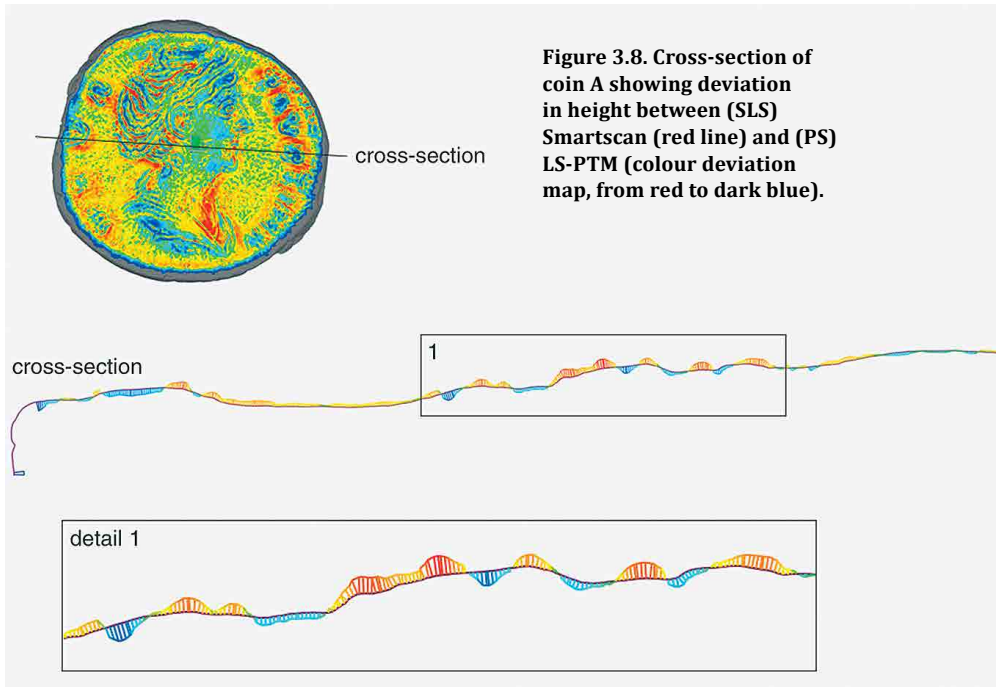 Figure 3.8. Cross-section of
coin A showing deviation
in height between (SLS)
Smartscan (red line) and (PS)
LS-PTM (colour deviation
map, from red to dark blue).
cross-section
cross-section
1
detail 1